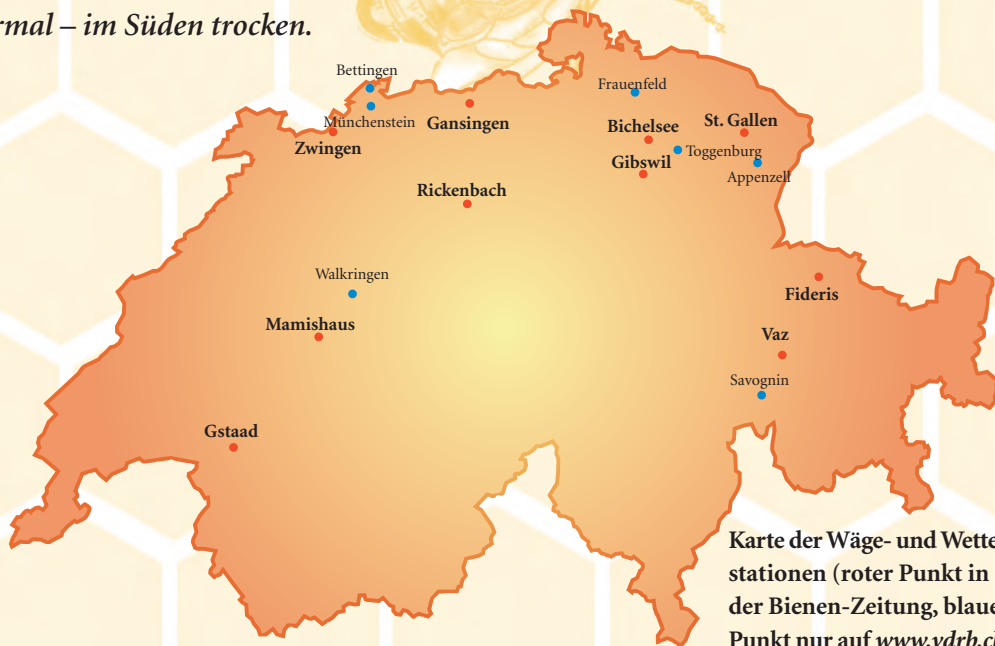 rmal – im Süden trocken.
Bettingen
Frauenfeld
Münchenstein
Gansingen
Bichelsee
St. Gallen
Zwingen
Toggenburg
Gibswil
Appenzell
Rickenbach
Walkringen
Fideris
Mamishaus
Vaz
Savognin
Gstaad
Karte der Wäge- und Wette
stationen (roter Punkt in
der Bienen-Zeitung, blaue
Punkt nur auf www.vdrb.c